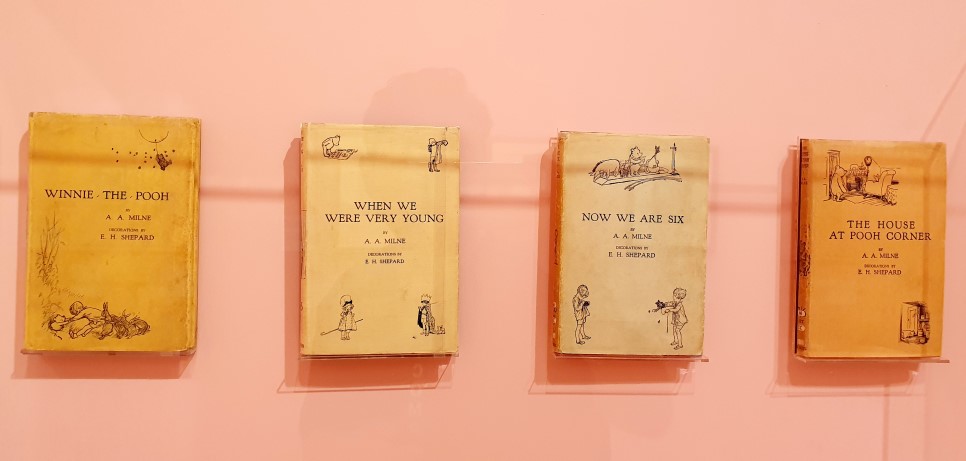 WINNIE · THE · POOH
BY
A. A. MILNE
DECORATIONS BY
E. H. SHEPARD
WHEN WE
WERE VERY YOUNG
BY
A. A. MILNE
DECORATIONS BY
E. H. SHEPARD
NOW WE ARE SIX
BY
A. A. MILNE
DECORATIONS BY
E. H. SHEPARD
THE HOUSE
AT POOH CORNER
BY
A. A. MILNE
DECORATIONS BY
E. H. SHEPARD